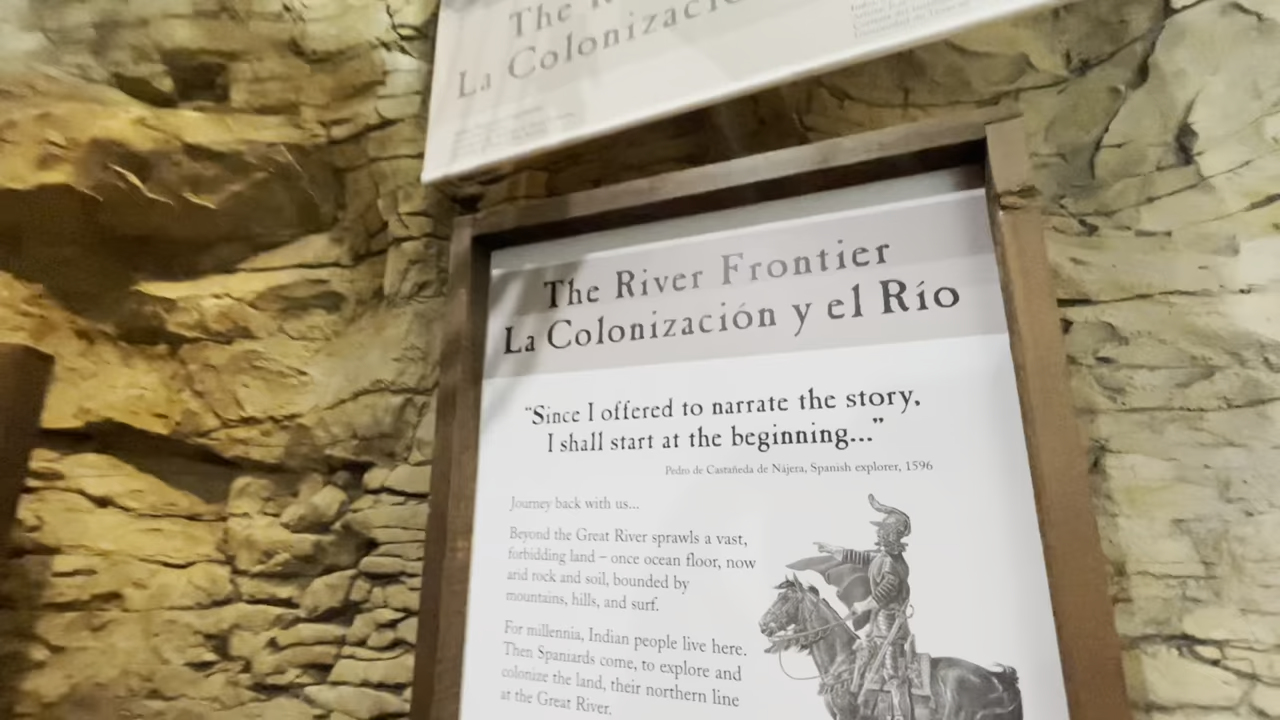 The
La Colonizació
The River Frontier
La Colonización y el Río
“Since I offered to narrate the story,
I shall start at the beginning...”
Pedro de Castañeda de Nájera, Spanish explorer, 1596
Journey back with us...
Beyond the Great River sprawls a vast,
forbidding land – once ocean floor, now
arid rock and soil, bounded by
mountains, hills, and surf.
For millennia, Indian people live here.
Then Spaniards come, to explore and
colonize the land, their northern line
at the Great River.